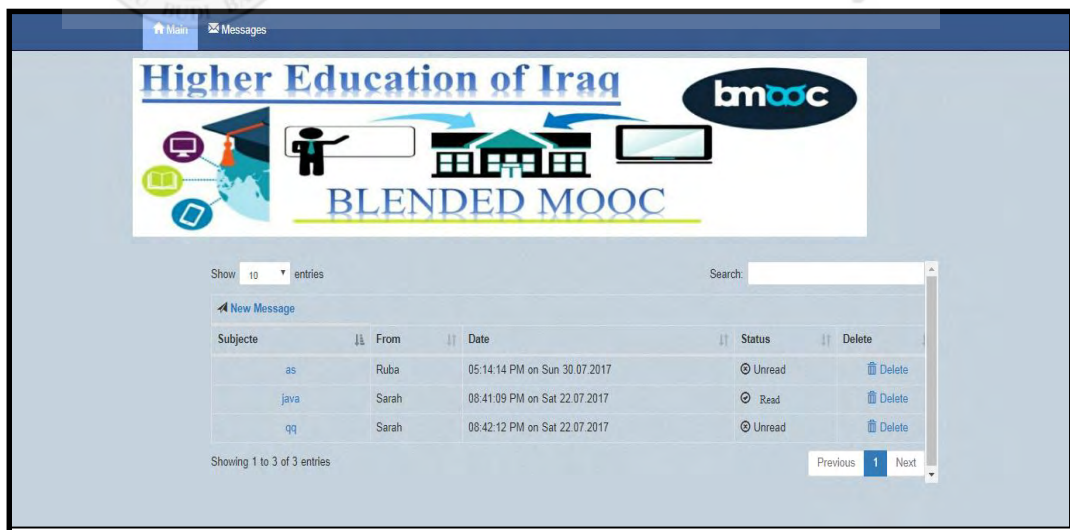 BUDI
Main Messages
Higher Education of Iraq
bmooc
BLENDED MOOC
Show 10 entries Search:
New Message
Subjecte From Date Status Delete
as Ruba 05:14:14 PM on Sun 30.07.2017 Unread Delete
java Sarah 08:41:09 PM on Sat 22.07.2017 Read Delete
qq Sarah 08:42:12 PM on Sat 22.07.2017 Unread Delete
Showing 1 to 3 of 3 entries Previous 1 Next